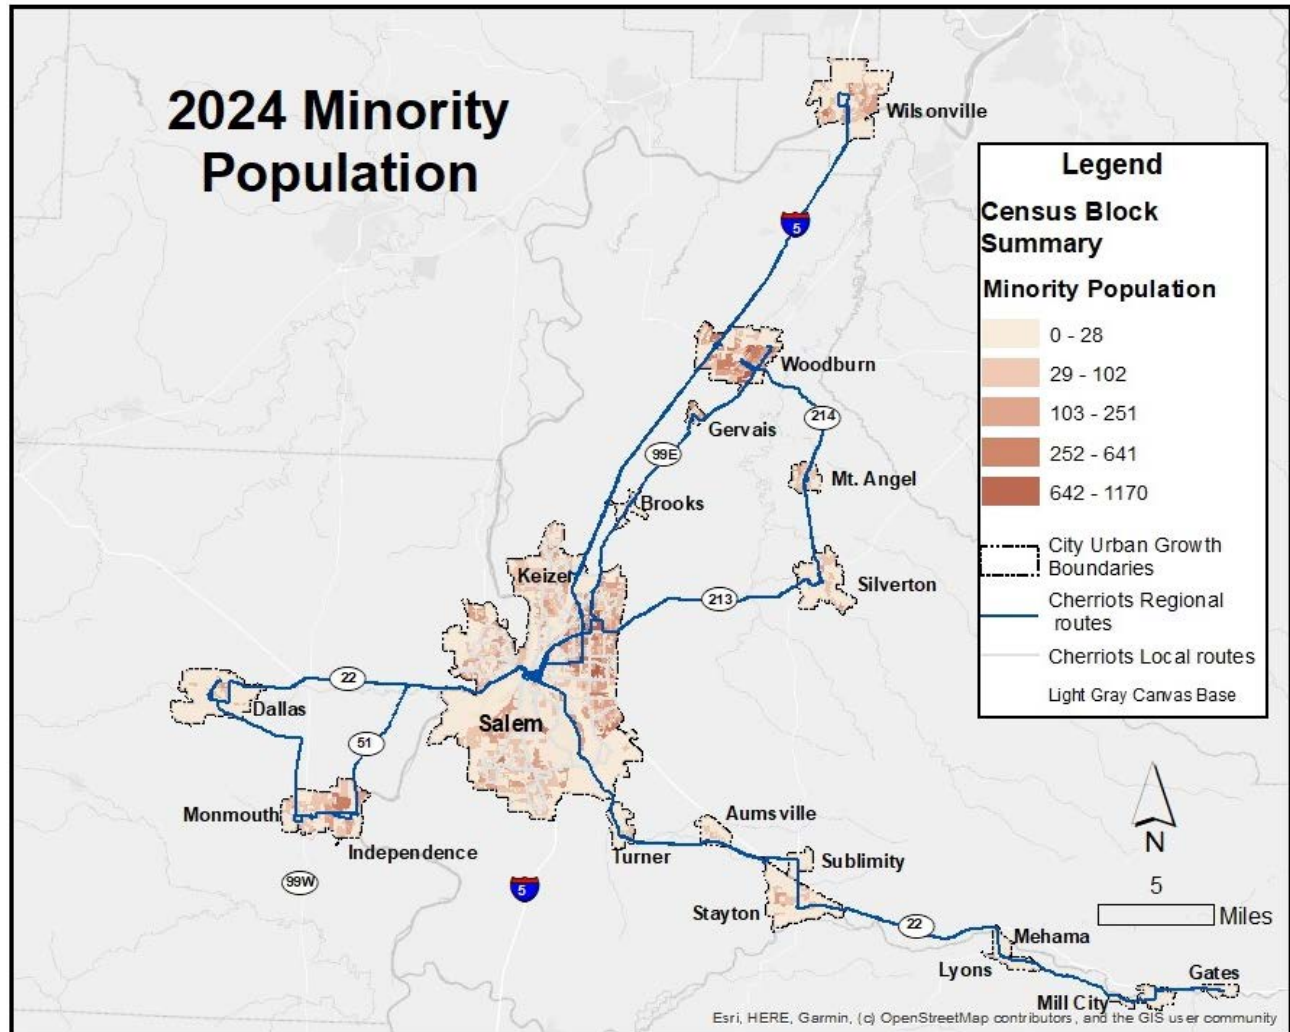 2024 Minority
Population
Wilsonville
5
Legend
Census Block
Summary
Minority Population
0 - 28
29 - 102
103 - 251
252 - 641
642 - 1170
City Urban Growth
Boundaries
Cherriots Regional
routes
Cherriots Local routes
Light Gray Canvas Base
Woodburn
214
Gervais
99E
Mt. Angel
Brooks
Keizer
Silverton
213
22
Dallas
Salem
51
Monmouth
Independence
99W
5
Turner
Aumsville
Sublimity
Stayton
22
Mehama
Lyons
Mill City
Gates
N
5
Miles
Esri, HERE, Garmin, (c) OpenStreetMap contributors, and the GIS user community